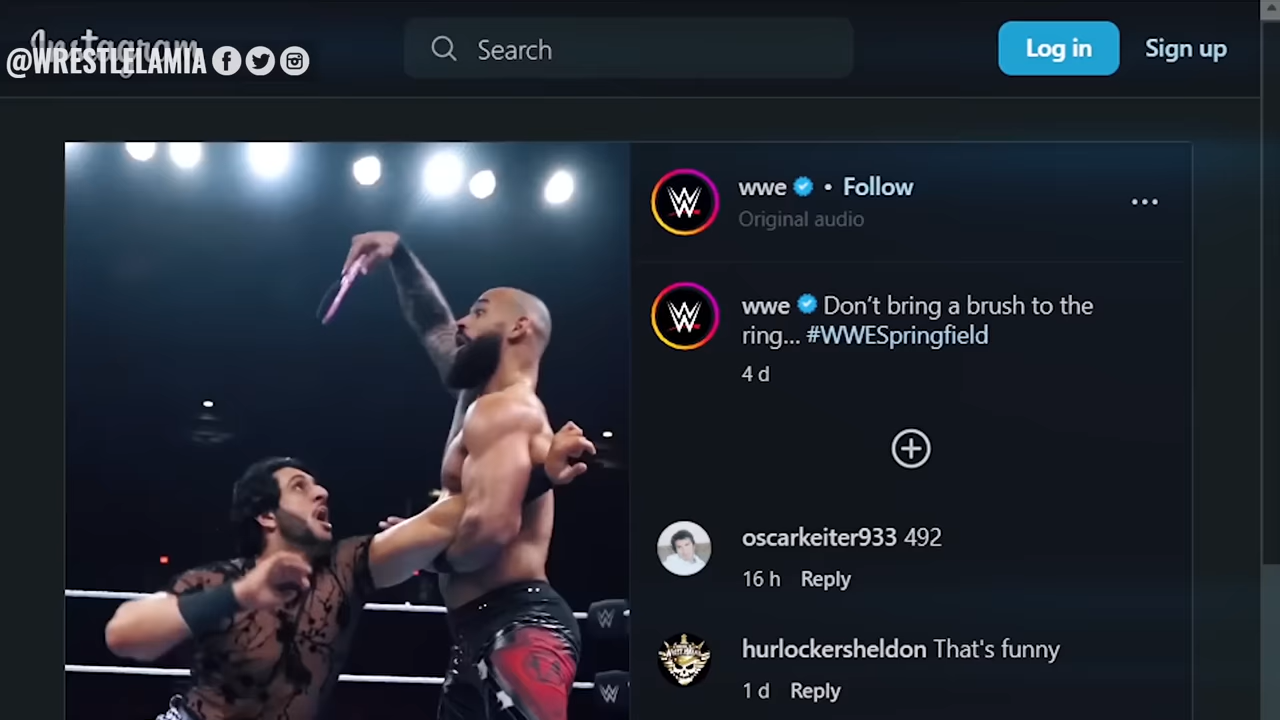 Instagram
@WRESTLELAMIA
Search
Log in
Sign up
wwe • Follow
Original audio
wwe Don’t bring a brush to the
ring... #WWESpringfield
4 d
oscarkeiter933 492
16 h Reply
hurlockersheldon That's funny
1 d Reply